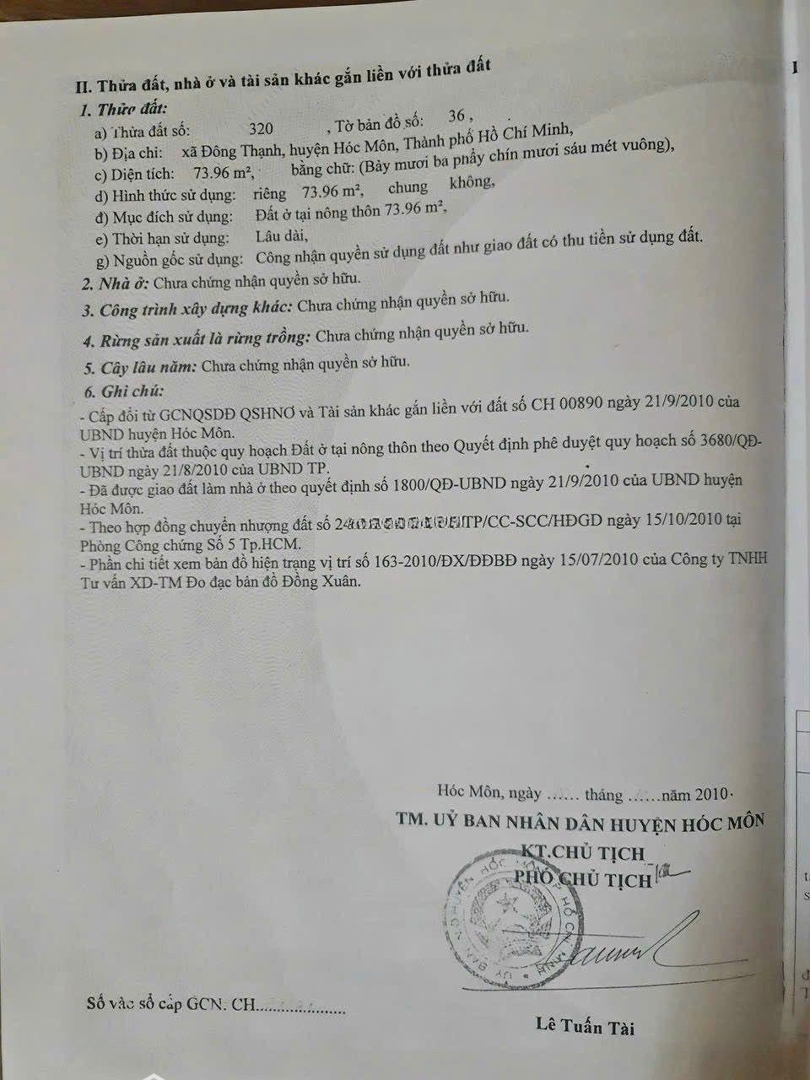 II. Thửa đất, nhà ở và tài sản khác gắn liền với thửa đất
1. Thửa đất:
a) Thửa đất số: 320 , Tờ bản đồ số: 36 ,
b) Địa chỉ: xã Đông Thạnh, huyện Hóc Môn, Thành phố Hồ Chí Minh,
c) Diện tích: 73.96 m², bằng chữ: (Bảy mươi ba phẩy chín mươi sáu mét vuông),
d) Hình thức sử dụng: riêng 73.96 m², chung không,
đ) Mục đích sử dụng: Đất ở tại nông thôn 73.96 m²,
e) Thời hạn sử dụng: Lâu dài,
g) Nguồn gốc sử dụng: Công nhận quyền sử dụng đất như giao đất có thu tiền sử dụng đất.
2. Nhà ở: Chưa chứng nhận quyền sở hữu.
3. Công trình xây dựng khác: Chưa chứng nhận quyền sở hữu.
4. Rừng sản xuất là rừng trồng: Chưa chứng nhận quyền sở hữu.
5. Cây lâu năm: Chưa chứng nhận quyền sở hữu.
6. Ghi chú:
- Cấp đổi từ GCNQSDĐ QSHNƠ và Tài sản khác gắn liền với đất số CH 00890 ngày 21/9/2010 của
UBND huyện Hóc Môn.
- Vị trí thửa đất thuộc quy hoạch Đất ở tại nông thôn theo Quyết định phê duyệt quy hoạch số 3680/QĐ-
UBND ngày 21/8/2010 của UBND TP.
- Đã được giao đất làm nhà ở theo quyết định số 1800/QĐ-UBND ngày 21/9/2010 của UBND huyện
Hóc Môn.
- Theo hợp đồng chuyển nhượng đất số /TP/CC-SCC/HĐGD ngày 15/10/2010 tại
Phòng Công chứng Số 5 Tp.HCM.
- Phần chi tiết xem bản đồ hiện trạng vị trí số 163-2010/ĐX/ĐĐBĐ ngày 15/07/2010 của Công ty TNHH
Tư vấn XD-TM Đo đạc bản đồ Đồng Xuân.
Hóc Môn, ngày ...... tháng ......năm 2010
TM. UỶ BAN NHÂN DÂN HUYỆN HÓC MÔN
KT.CHỦ TỊCH
PHÓ CHỦ TỊCH
Số vào sổ cấp GCN. CH....................
Lê Tuấn Tài